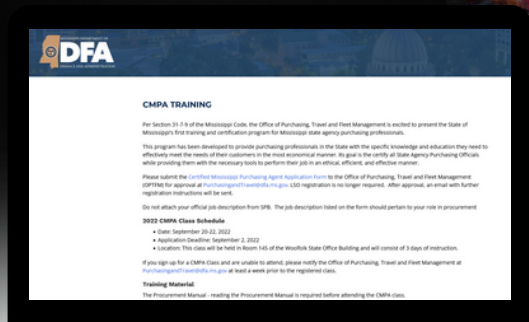 MISSISSIPPI DEPARTMENT OF
DFA
FINANCE AND ADMINISTRATION
CMPA TRAINING
Per Section 31-7-9 of the Mississippi Code, the Office of Purchasing, Travel and Fleet Management is excited to present the State of
Mississippi's first training and certification program for Mississippi state agency purchasing professionals.
This program has been developed to provide purchasing professionals in the State with the specific knowledge and education they need to
effectively meet the needs of their customers in the most economical manner. Its goal is the certify all State Agency Purchasing Officials
while providing them with the necessary tools to perform their job in an ethical, efficient, and effective manner.
Please submit the Certified Mississippi Purchasing Agent Application Form to the Office of Purchasing, Travel and Fleet Management
(OPTFM) for approval at PurchasingandTravel@dfa.ms.gov. LSO registration is no longer required. After approval, an email with further
registration instructions will be sent.
Do not attach your official job description from SPB. The job description listed on the form should pertain to your role in procurement
2022 CMPA Class Schedule
• Date: September 20-22, 2022
• Application Deadline: September 2, 2022
• Location: This class will be held in Room 145 of the Woolfolk State Office Building and will consist of 3 days of instruction.
If you sign up for a CMPA Class and are unable to attend, please notify the Office of Purchasing, Travel and Fleet Management at
PurchasingandTravel@dfa.ms.gov at least a week prior to the registered class.
Training Material
The Procurement Manual - reading the Procurement Manual is required before attending the CMPA class.